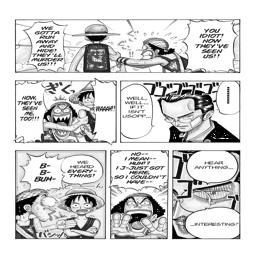 WE
GOTTA
RUN
AWAY
AND
HIDE!
THEY'LL
MURDER
US!!
YOU
IDIOT!
NOW
THEY'VE
SEEN
US!!
NOW,
THEY'VE
SEEN
ME,
TOO!!!
WELL,
WELL...
IF IT
ISN'T
USOPP...
B-
B-
BUH-
WE
HEARD
EVERY-
THING!
NO--
I MEAN--
HUH?
I J-JUST GOT
HERE,
SO I COULDN'T
HAVE--
HEAR
ANYTHING...
...INTERESTING?